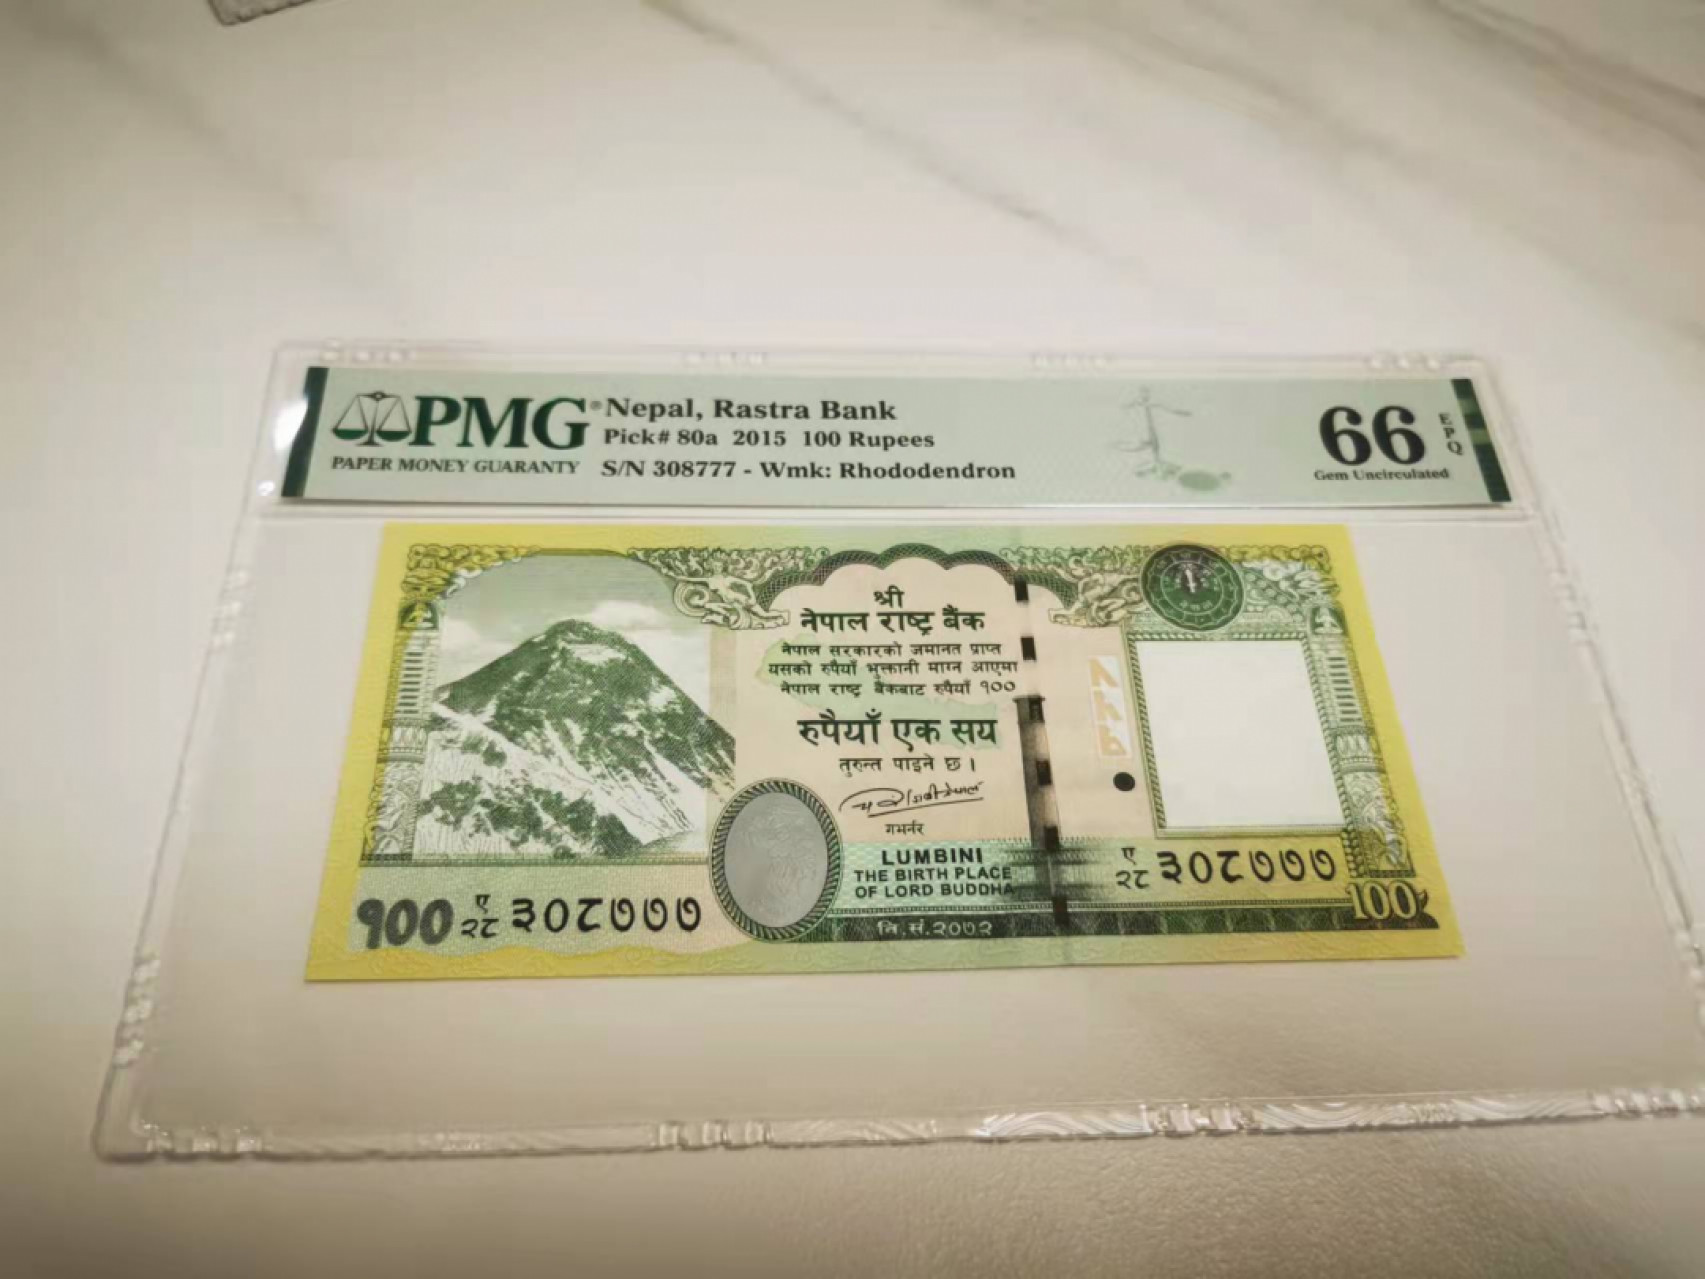 PMG® Nepal, Rastra Bank
Pick# 80a 2015 100 Rupees
PAPER MONEY GUARANTY S/N 308777 - Wmk: Rhododendron
66 EPQ
Gem Uncirculated
श्री
नेपाल राष्ट्र बैंक
नेपाल सरकारको जमानत प्राप्त
यसको रुपैयाँ भुक्तानी माग्न आएमा
नेपाल राष्ट्र बैंकबाट रुपैयाँ १००
रुपैयाँ एक सय
तुरुन्त पाइने छ ।
गभर्नर
LUMBINI
THE BIRTH PLACE
OF LORD BUDDHA
ए
२८ ३०८७७७
१०० ए
२८ ३०८७७७
100
वि.सं.२०७२